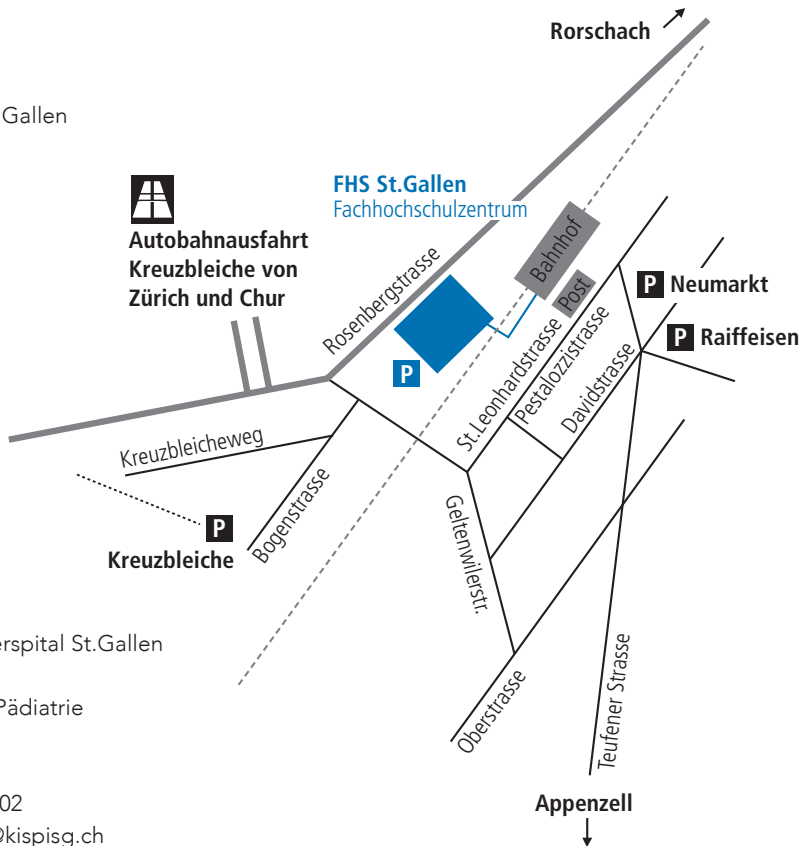 Rorschach
Gallen
FHS St.Gallen
Fachhochschulzentrum
Autobahnausfahrt
Kreuzbleiche von
Zürich und Chur
Rosenbergstrasse
Bahnhof
Post
P Neumarkt
P Raiffeisen
P
St.Leonhardstrasse
Pestalozzistrasse
Davidstrasse
Kreuzbleicheweg
Bogenstrasse
P
Kreuzbleiche
Geltenwilerstr.
erspital St.Gallen
Pädiatrie
Oberstrasse
Teufener Strasse
02
Appenzell
@kispisg.ch